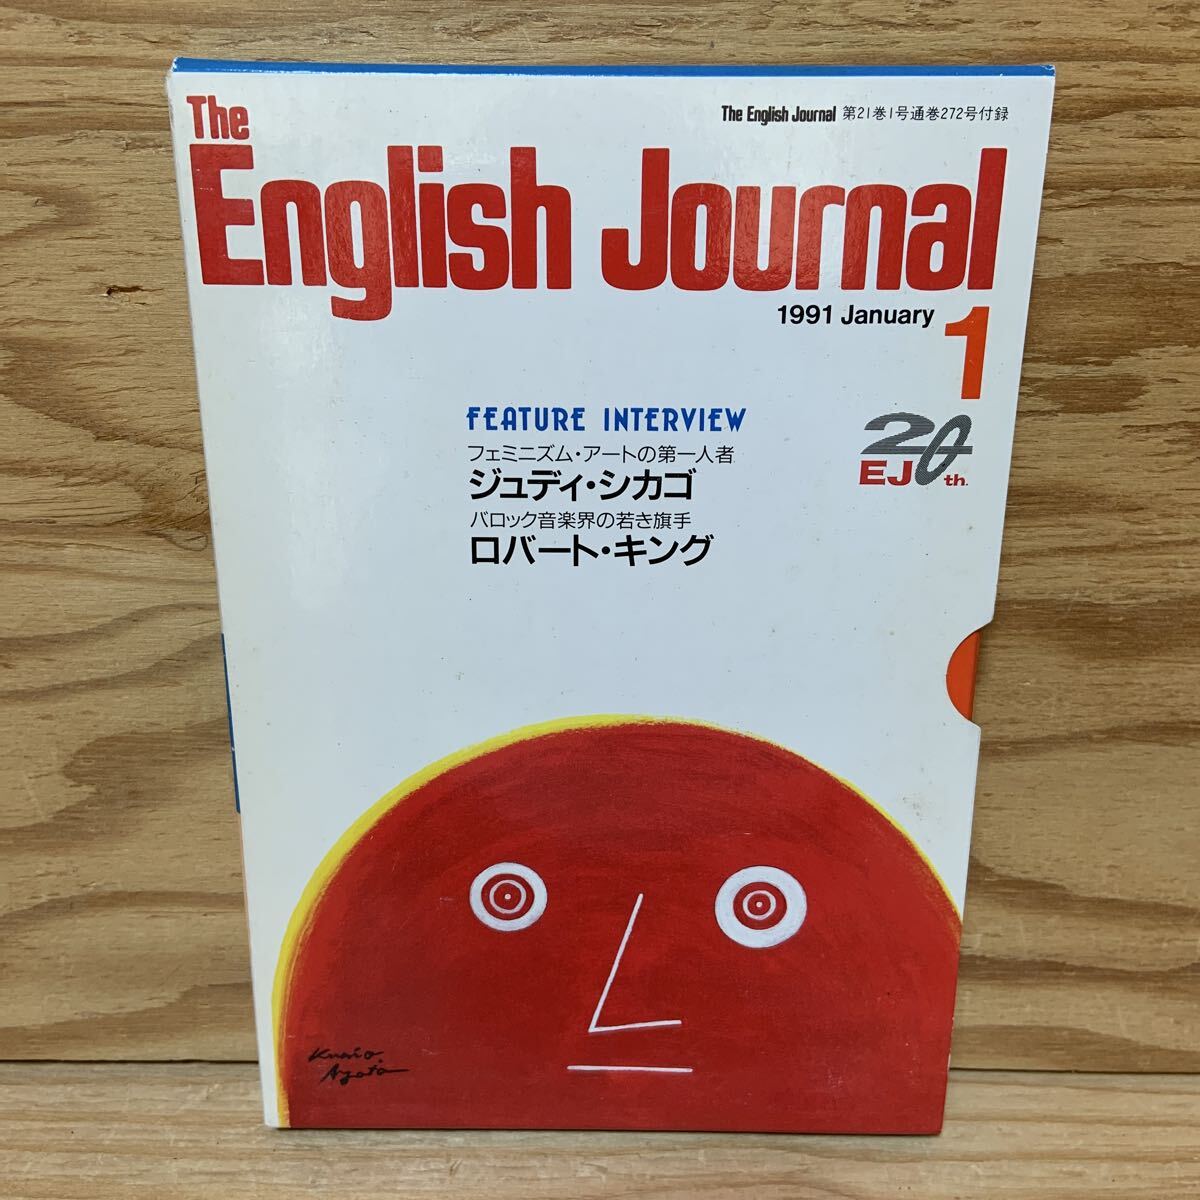 The English Journal 第21巻1号通巻272号付録
The
English Journal
1991 January 1
FEATURE INTERVIEW
フェミニズム・アートの第一人者
ジュディ・シカゴ
バロック音楽界の若き旗手
ロバート・キング
20th.
EJ